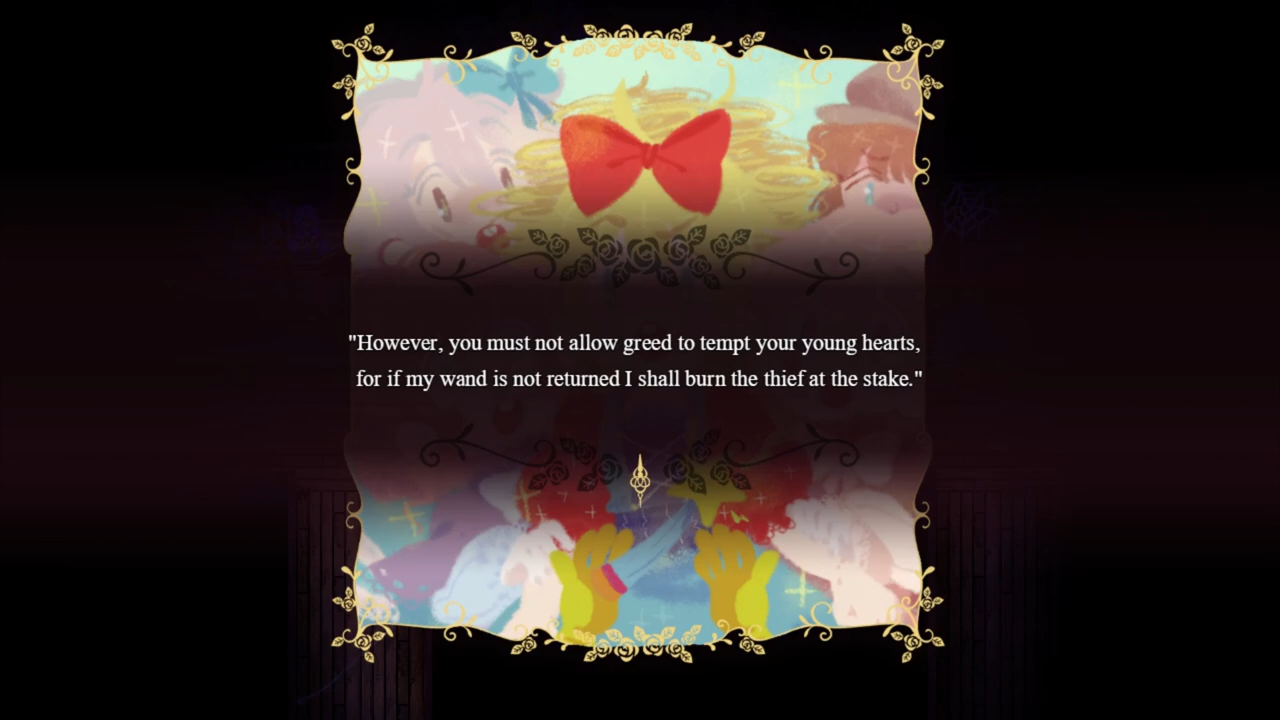 "However, you must not allow greed to tempt your young hearts,
for if my wand is not returned I shall burn the thief at the stake."